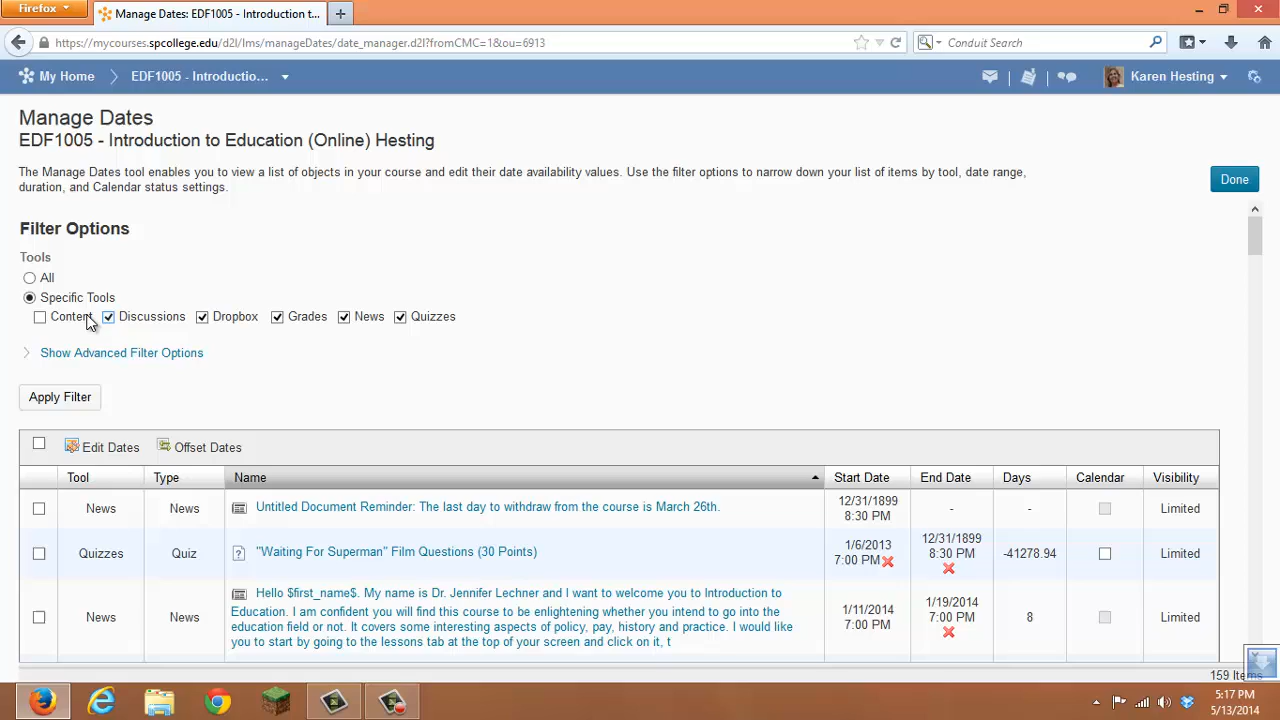 Firefox
Manage Dates: EDF1005 - Introduction t...
https://mycourses.spcollege.edu/d2l/lms/manageDates/date_manager.d2l?fromCMC=1&ou=6913
Conduit Search
My Home
EDF1005 - Introductio...
Karen Hesting
Manage Dates
EDF1005 - Introduction to Education (Online) Hesting
The Manage Dates tool enables you to view a list of objects in your course and edit their date availability values. Use the filter options to narrow down your list of items by tool, date range,
duration, and Calendar status settings.
Done
Filter Options
Tools
All
Specific Tools
Content Discussions Dropbox Grades News Quizzes
Show Advanced Filter Options
Apply Filter
Edit Dates Offset Dates
Tool Type Name Start Date End Date Days Calendar Visibility
News News Untitled Document Reminder: The last day to withdraw from the course is March 26th. 12/31/1899 8:30 PM - - Limited
Quizzes Quiz "Waiting For Superman" Film Questions (30 Points) 1/6/2013 7:00 PM 12/31/1899 8:30 PM -41278.94 Limited
News News Hello $first_name$. My name is Dr. Jennifer Lechner and I want to welcome you to Introduction to
Education. I am confident you will find this course to be enlightening whether you intend to go into the
education field or not. It covers some interesting aspects of policy, pay, history and practice. I would like
you to start by going to the lessons tab at the top of your screen and click on it, t
1/11/2014 7:00 PM 1/19/2014 7:00 PM 8 Limited
159 Items
5:17 PM
5/13/2014